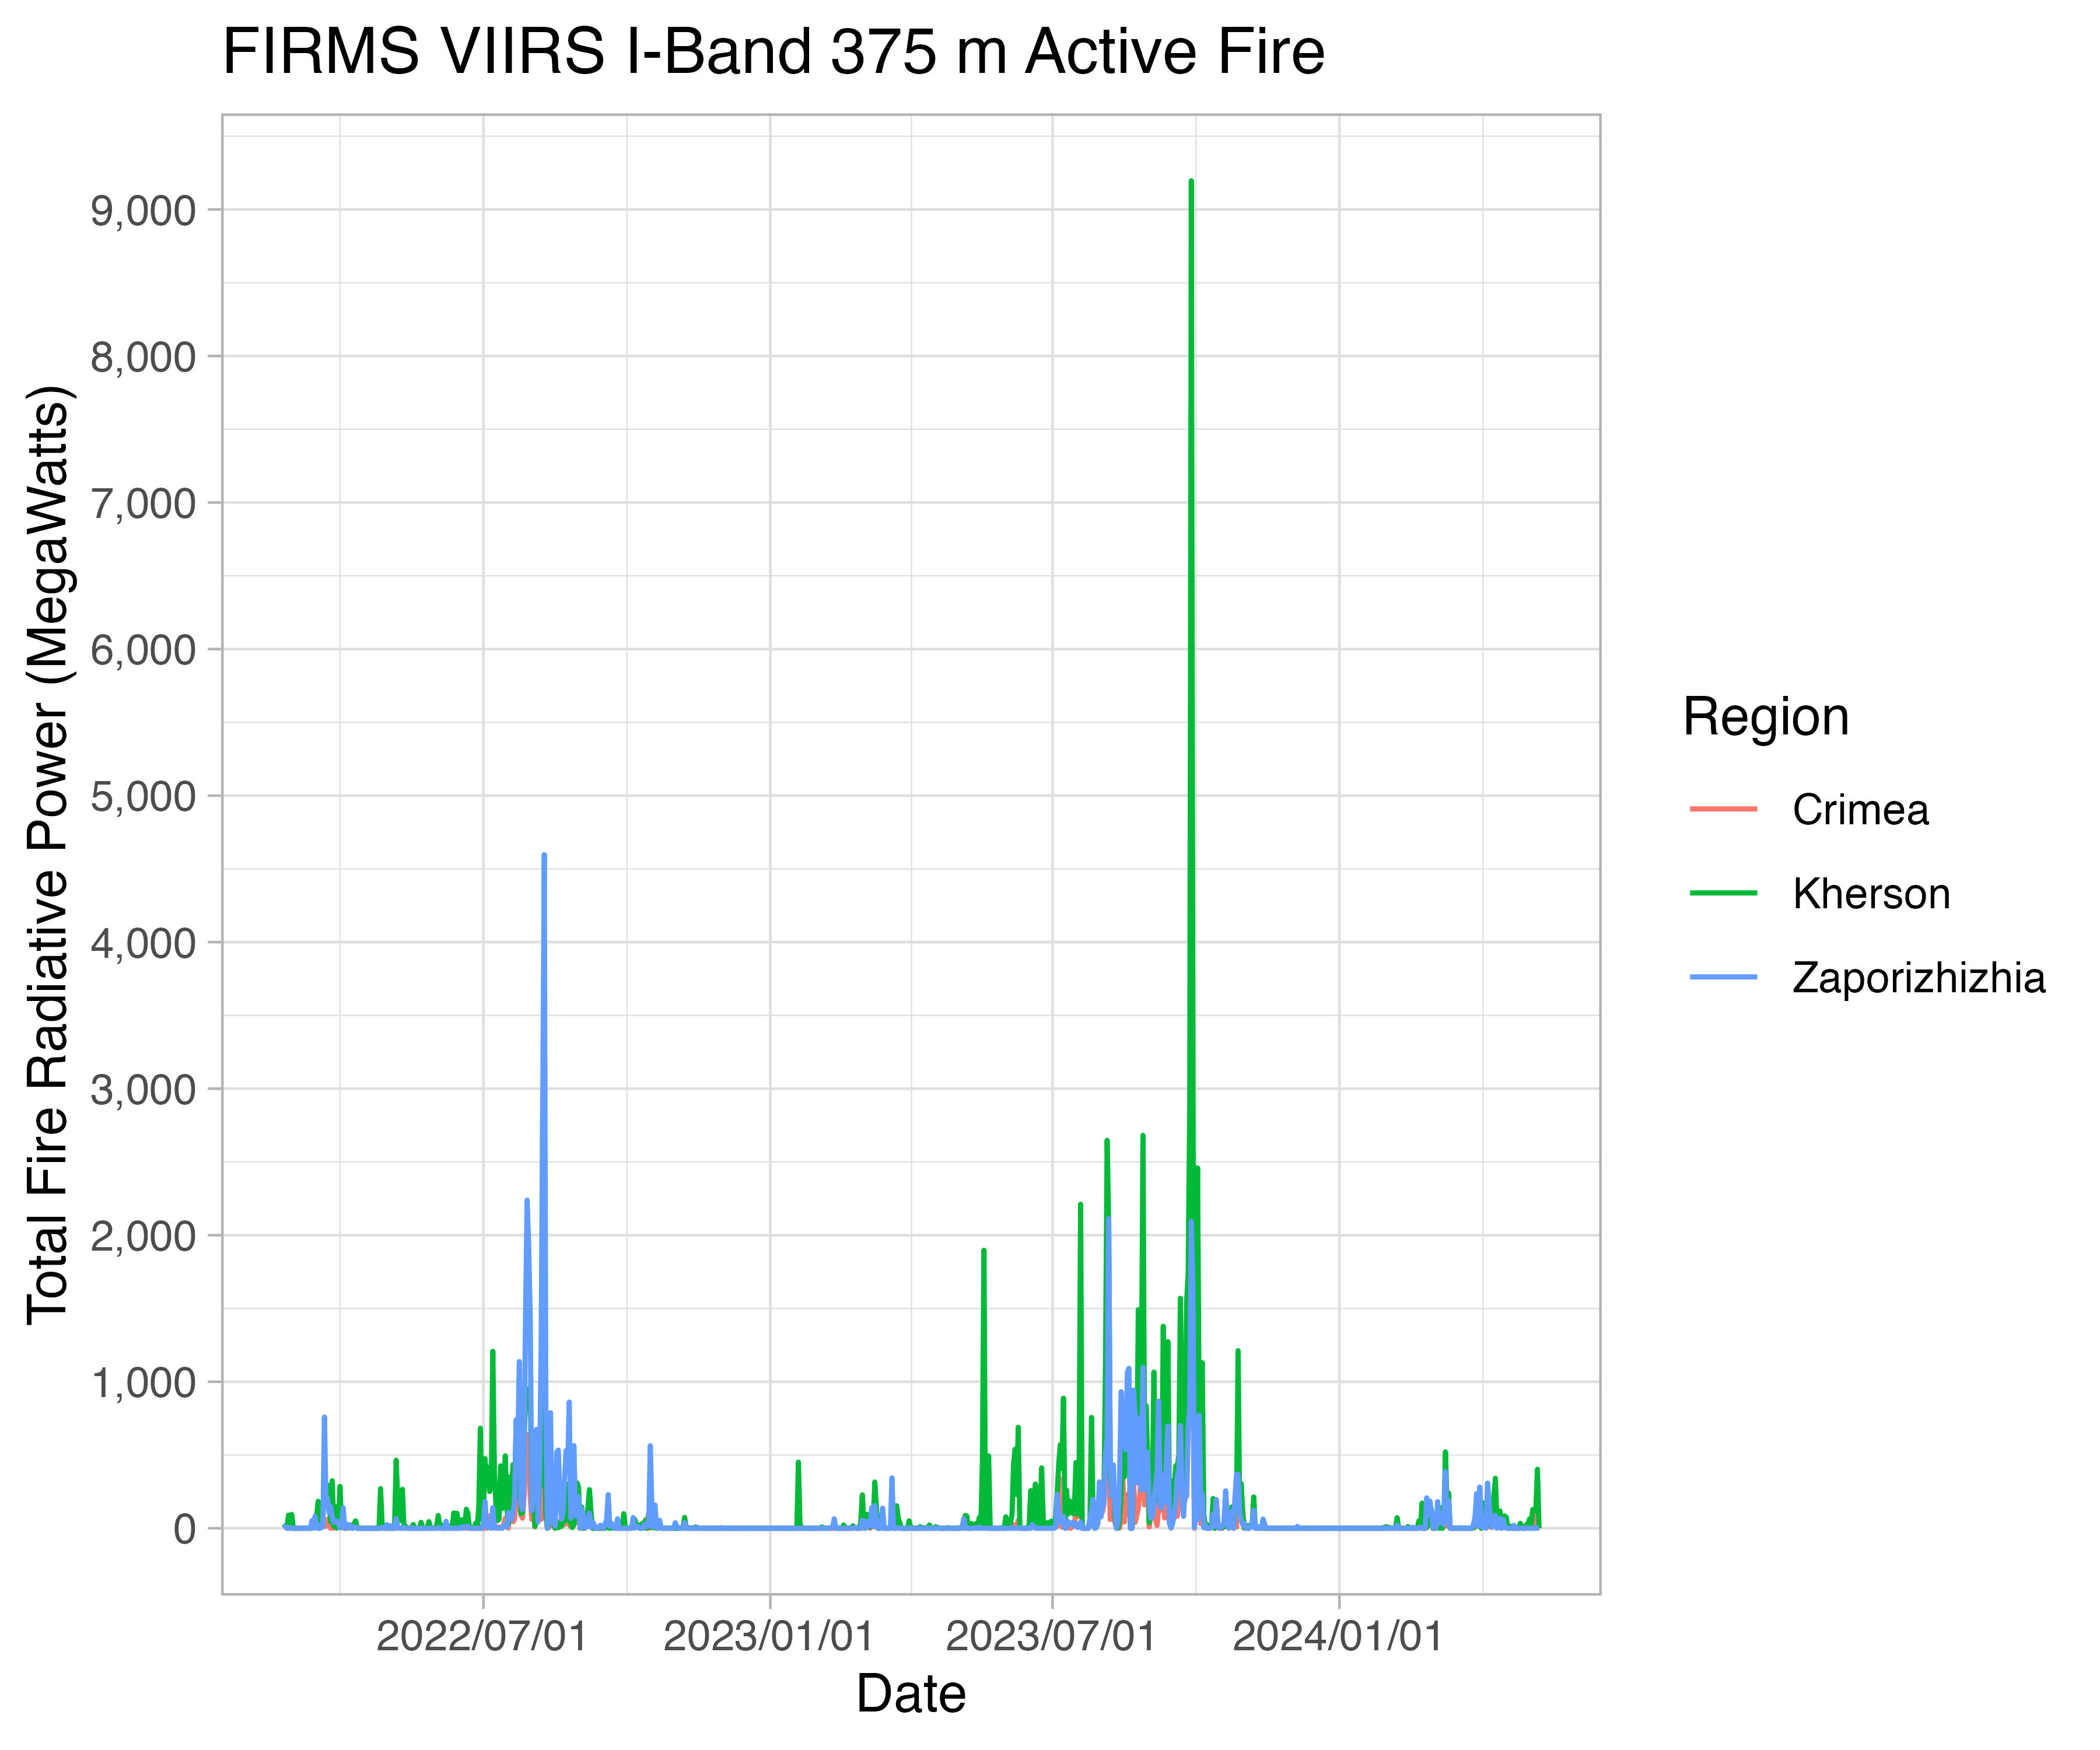 FIRMS VIIRS I-Band 375 m Active Fire
Total Fire Radiative Power (MegaWatts)
9,000
8,000
7,000
6,000
5,000
4,000
3,000
2,000
1,000
0
2022/07/01 2023/01/01 2023/07/01 2024/01/01
Date
Region
Crimea
Kherson
Zaporizhizhia